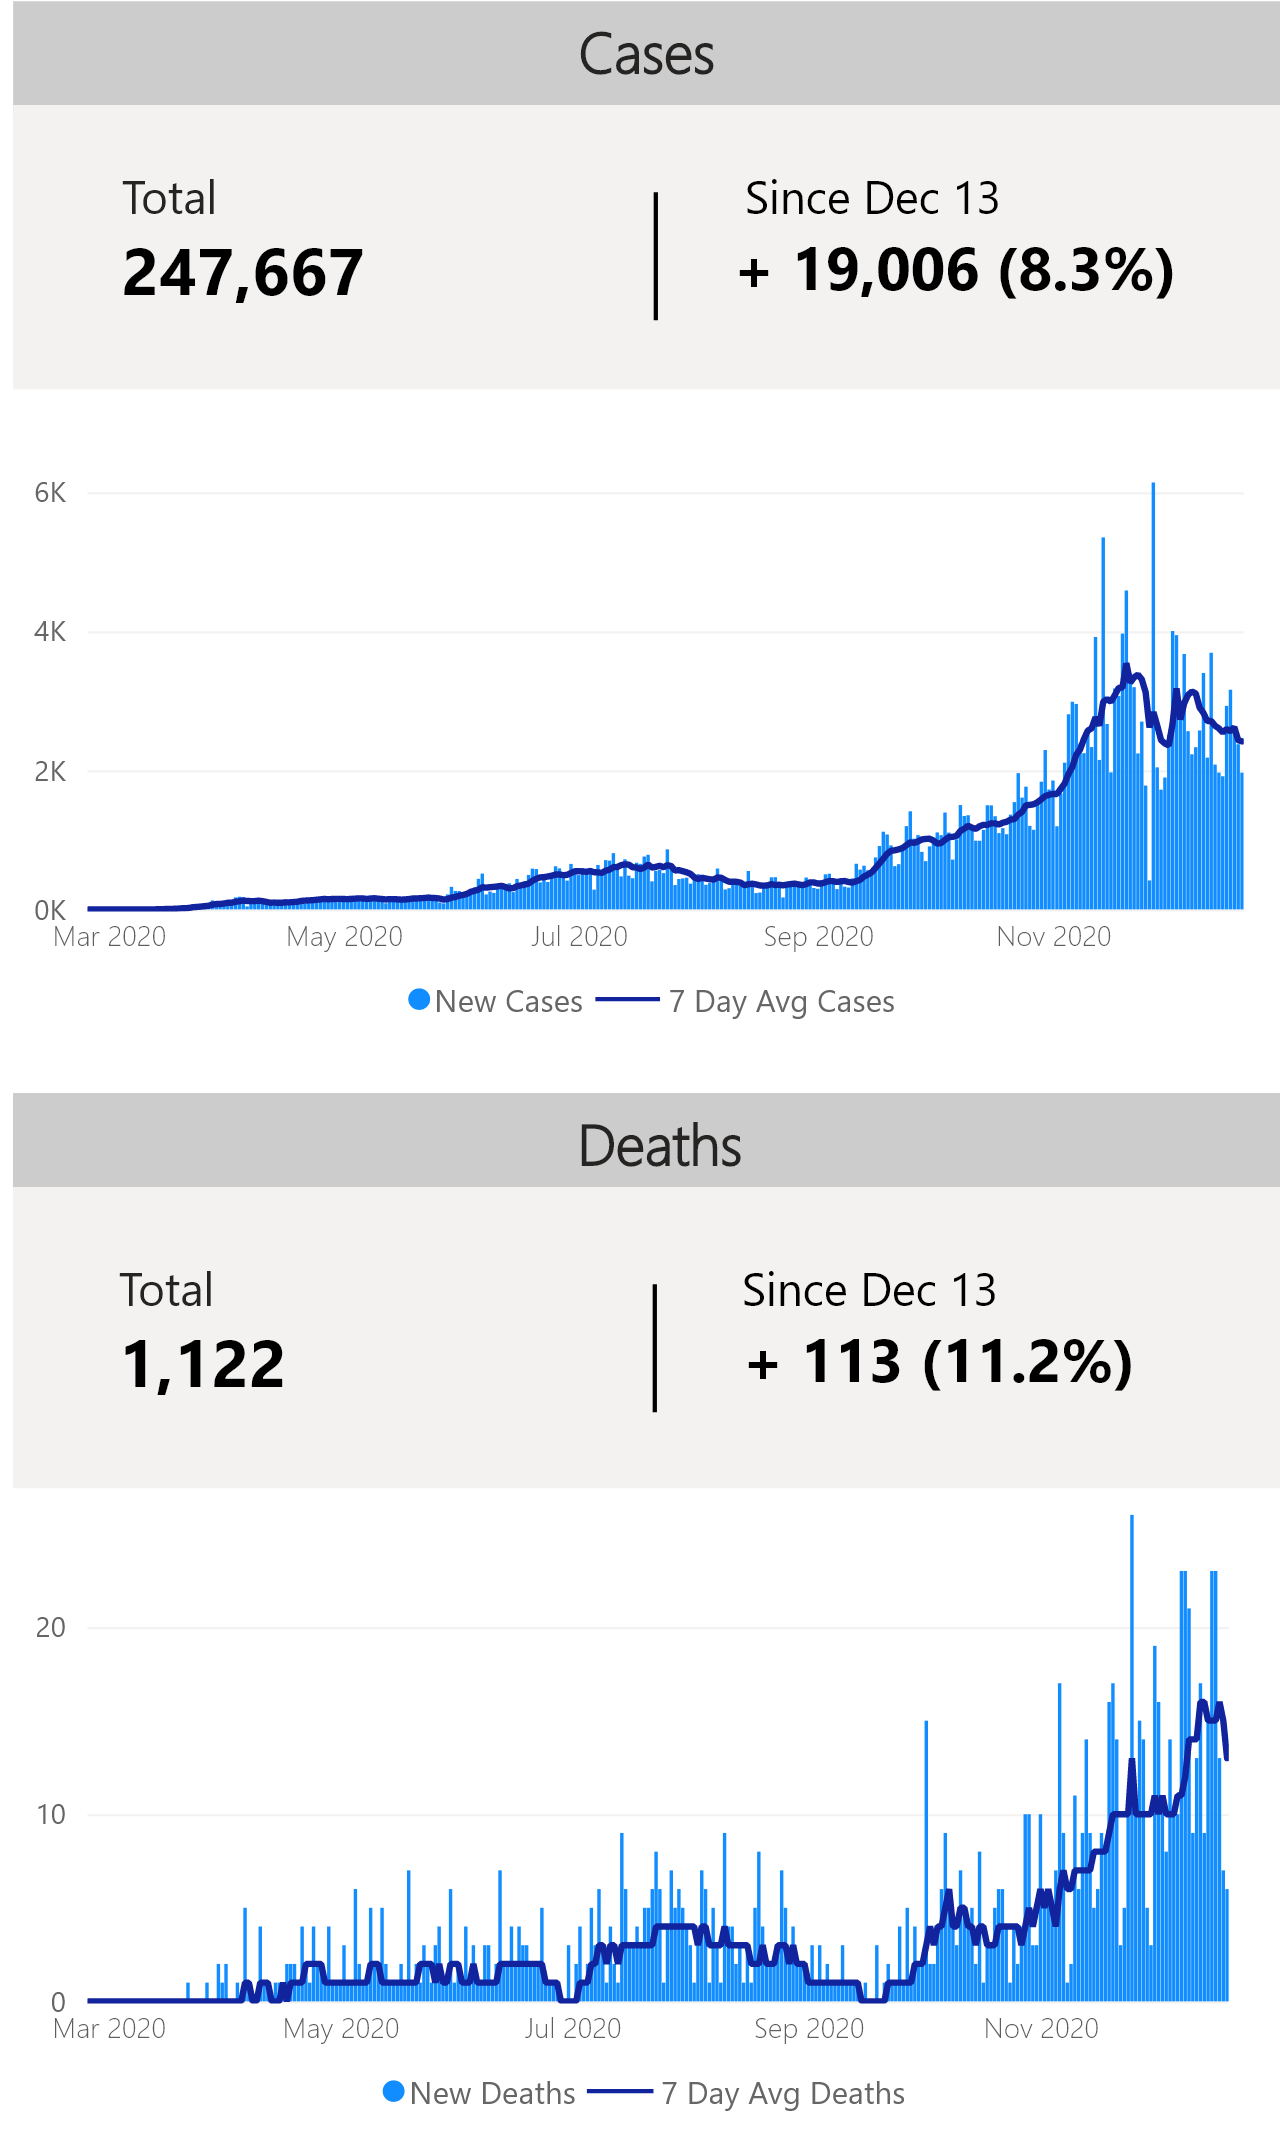 Cases
Total
Since Dec 13
247,667
+ 19,006 (8.3%)
6K
4K
2K
0K
Mar 2020
May 2020
Jul 2020
Sep 2020
Nov 2020
New Cases
7 Day Avg Cases
Deaths
Total
Since Dec 13
1,122
+ 113 (11.2%)
20
10
0
Mar 2020
May 2020
Jul 2020
Sep 2020
Nov 2020
New Deaths
7 Day Avg Deaths